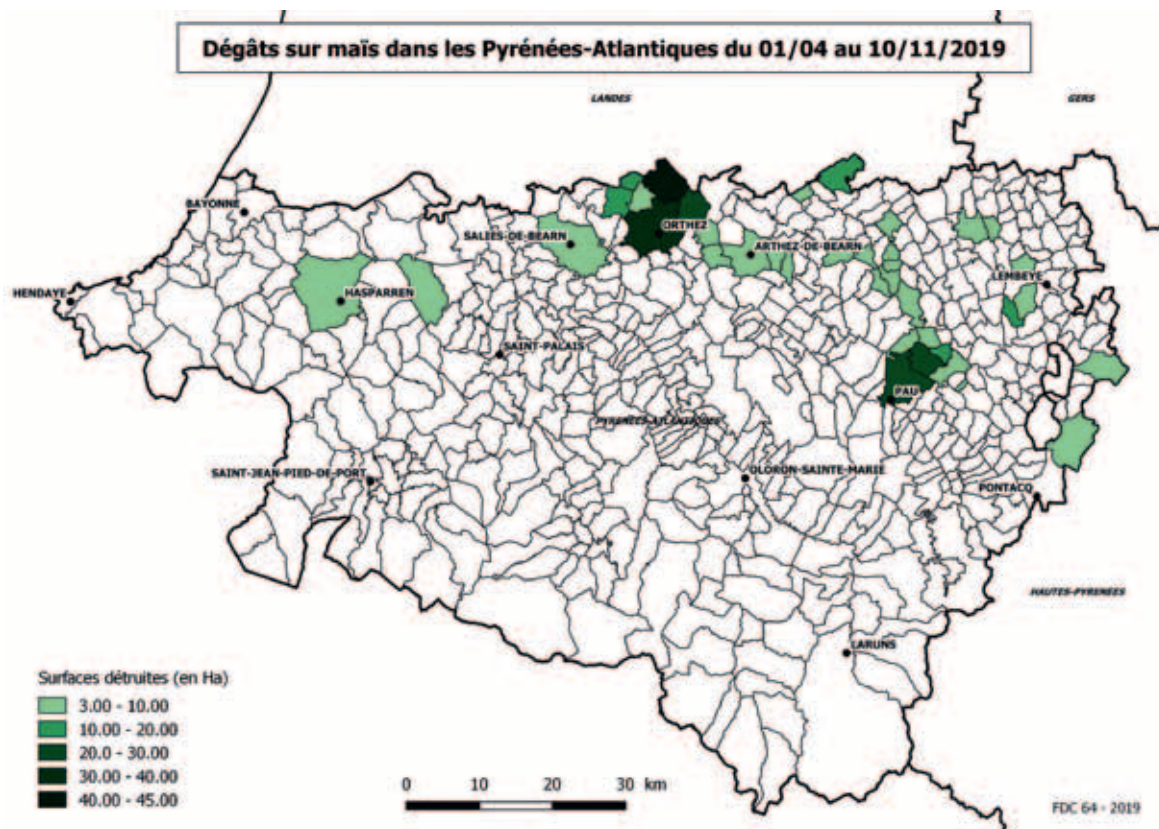 Dégâts sur maïs dans les Pyrénées-Atlantiques du 01/04 au 10/11/2019
LANDES
GERS
BAYONNE
SALIES-DE-BEARN
ORTHEZ
ARTHEZ-DE-BEARN
LEMBEYE
HENDAYE
HASPARREN
SAINT-PALAIS
PAU
PYRENEES-ATLANTIQUES
SAINT-JEAN-PIED-DE-PORT
OLORON-SAINTE-MARIE
PONTACQ
HAUTES-PYRENEES
LARUNS
Surfaces détruites (en Ha)
3.00 - 10.00
10.00 - 20.00
20.0 - 30.00
30.00 - 40.00
40.00 - 45.00
0 10 20 30 km
FDC 64 - 2019